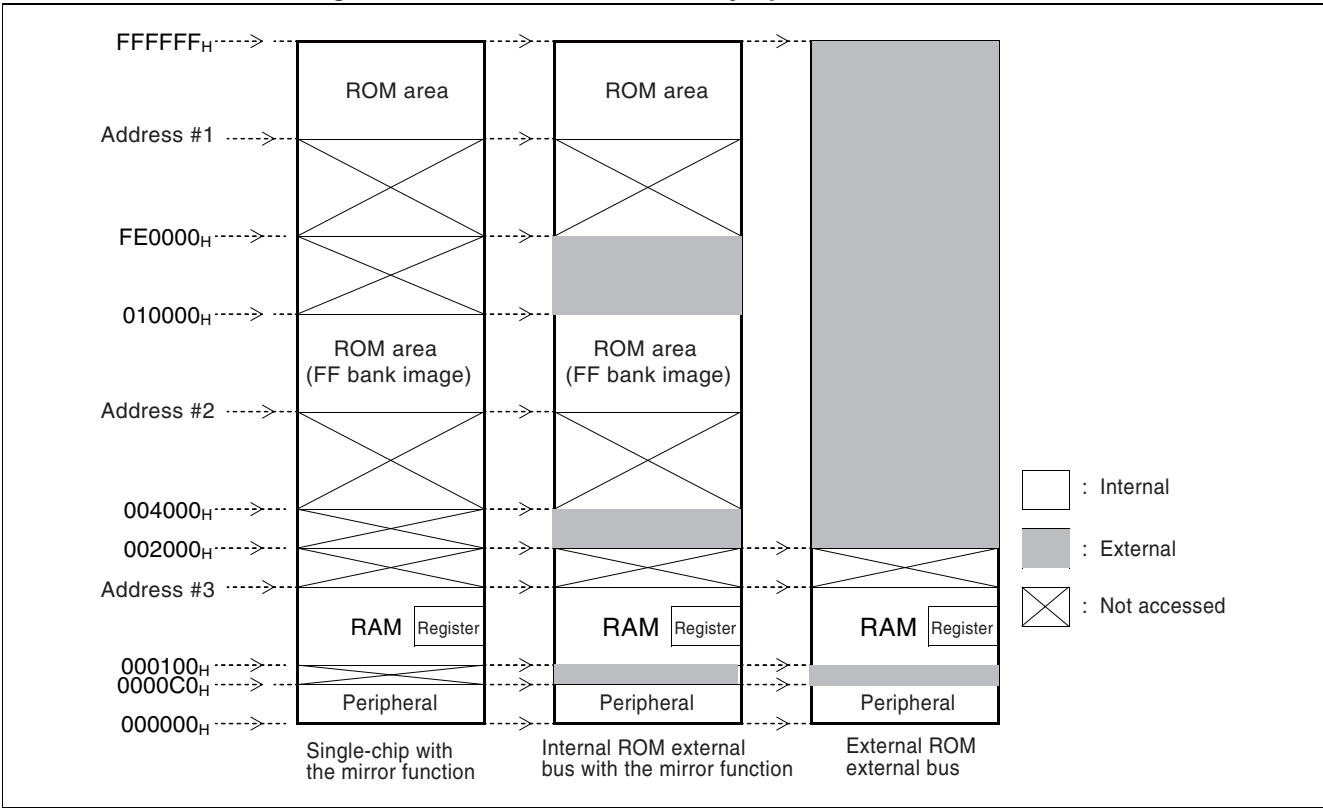 FFFFFFH
ROM area
ROM area
Address #1
FE0000H
010000H
ROM area
(FF bank image)
ROM area
(FF bank image)
Address #2
004000H
002000H
Address #3
RAM
Register
RAM
Register
RAM
Register
000100H
0000C0H
Peripheral
Peripheral
Peripheral
000000H
Single-chip with
the mirror function
Internal ROM external
bus with the mirror function
External ROM
external bus
: Internal
: External
: Not accessed